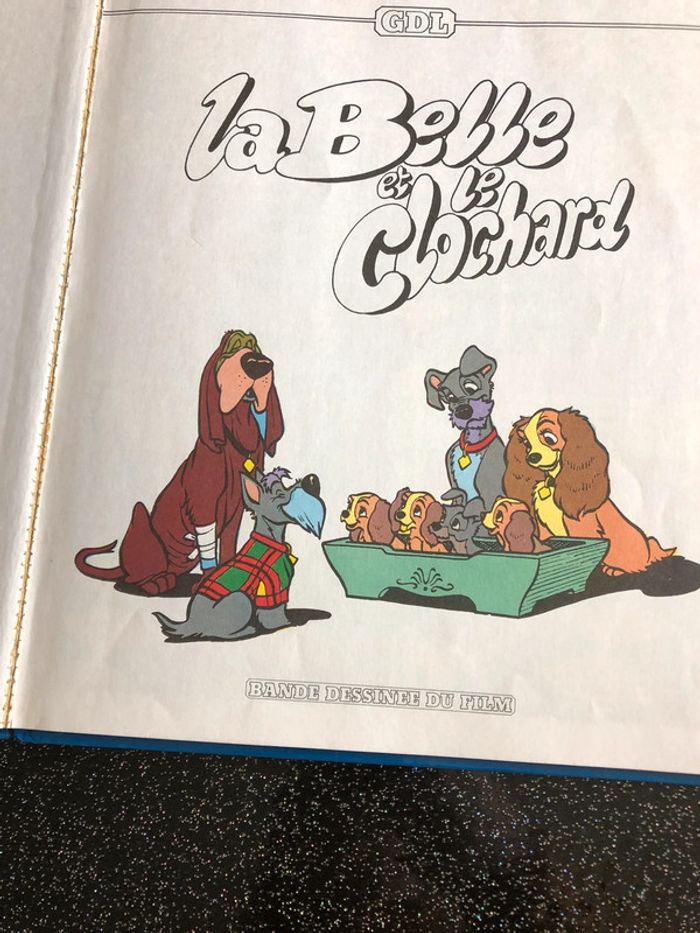 GDL
la Belle
et le
Clochard
BANDE DESSINEE DU FILM